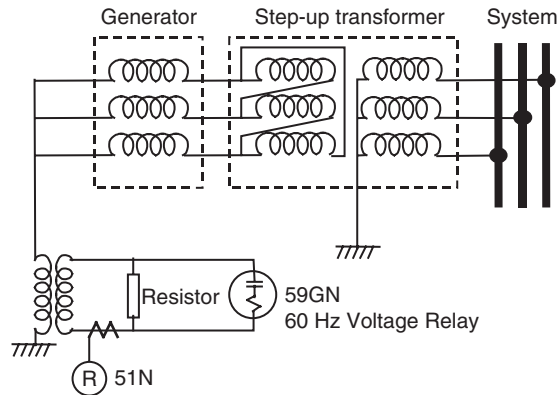 Generator
Step-up transformer
System
Resistor
59GN
60 Hz Voltage Relay
R
51N